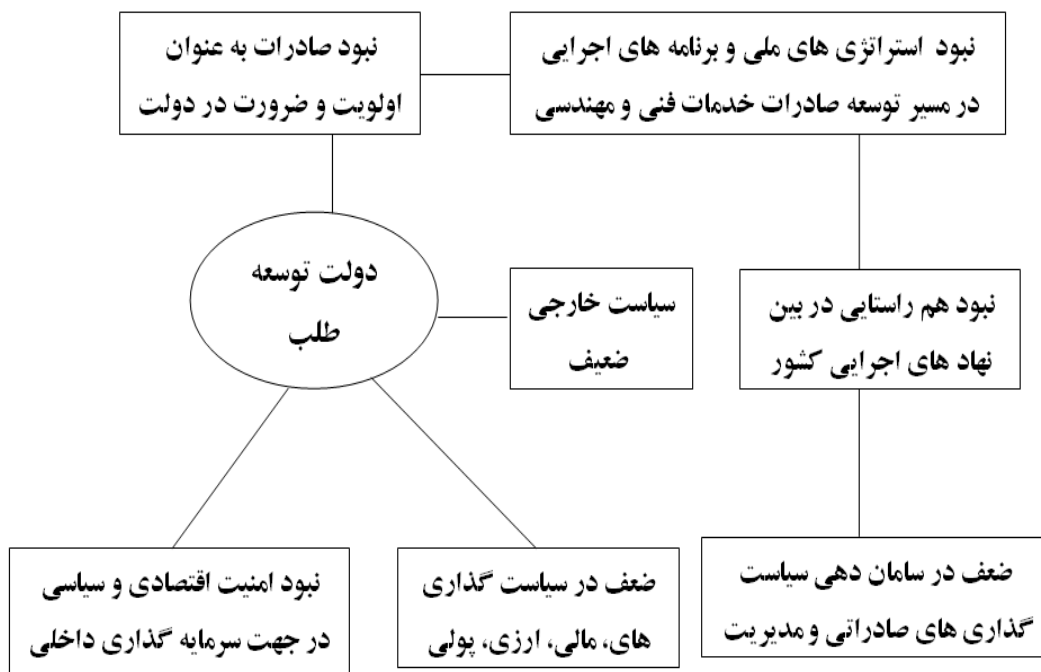 نبود استراتژی های ملی و برنامه های اجرایی
در مسیر توسعه صادرات خدمات فنی و مهندسی
نبود صادرات به عنوان
اولویت و ضرورت در دولت
نبود هم راستایی در بین
نهاد های اجرایی کشور
سیاست خارجی
ضعیف
دولت توسعه
طلب
ضعف در سامان دهی سیاست
گذاری های صادراتی و مدیریت
ضعف در سیاست گذاری
های، مالی، ارزی، پولی
نبود امنیت اقتصادی و سیاسی
در جهت سرمایه گذاری داخلی